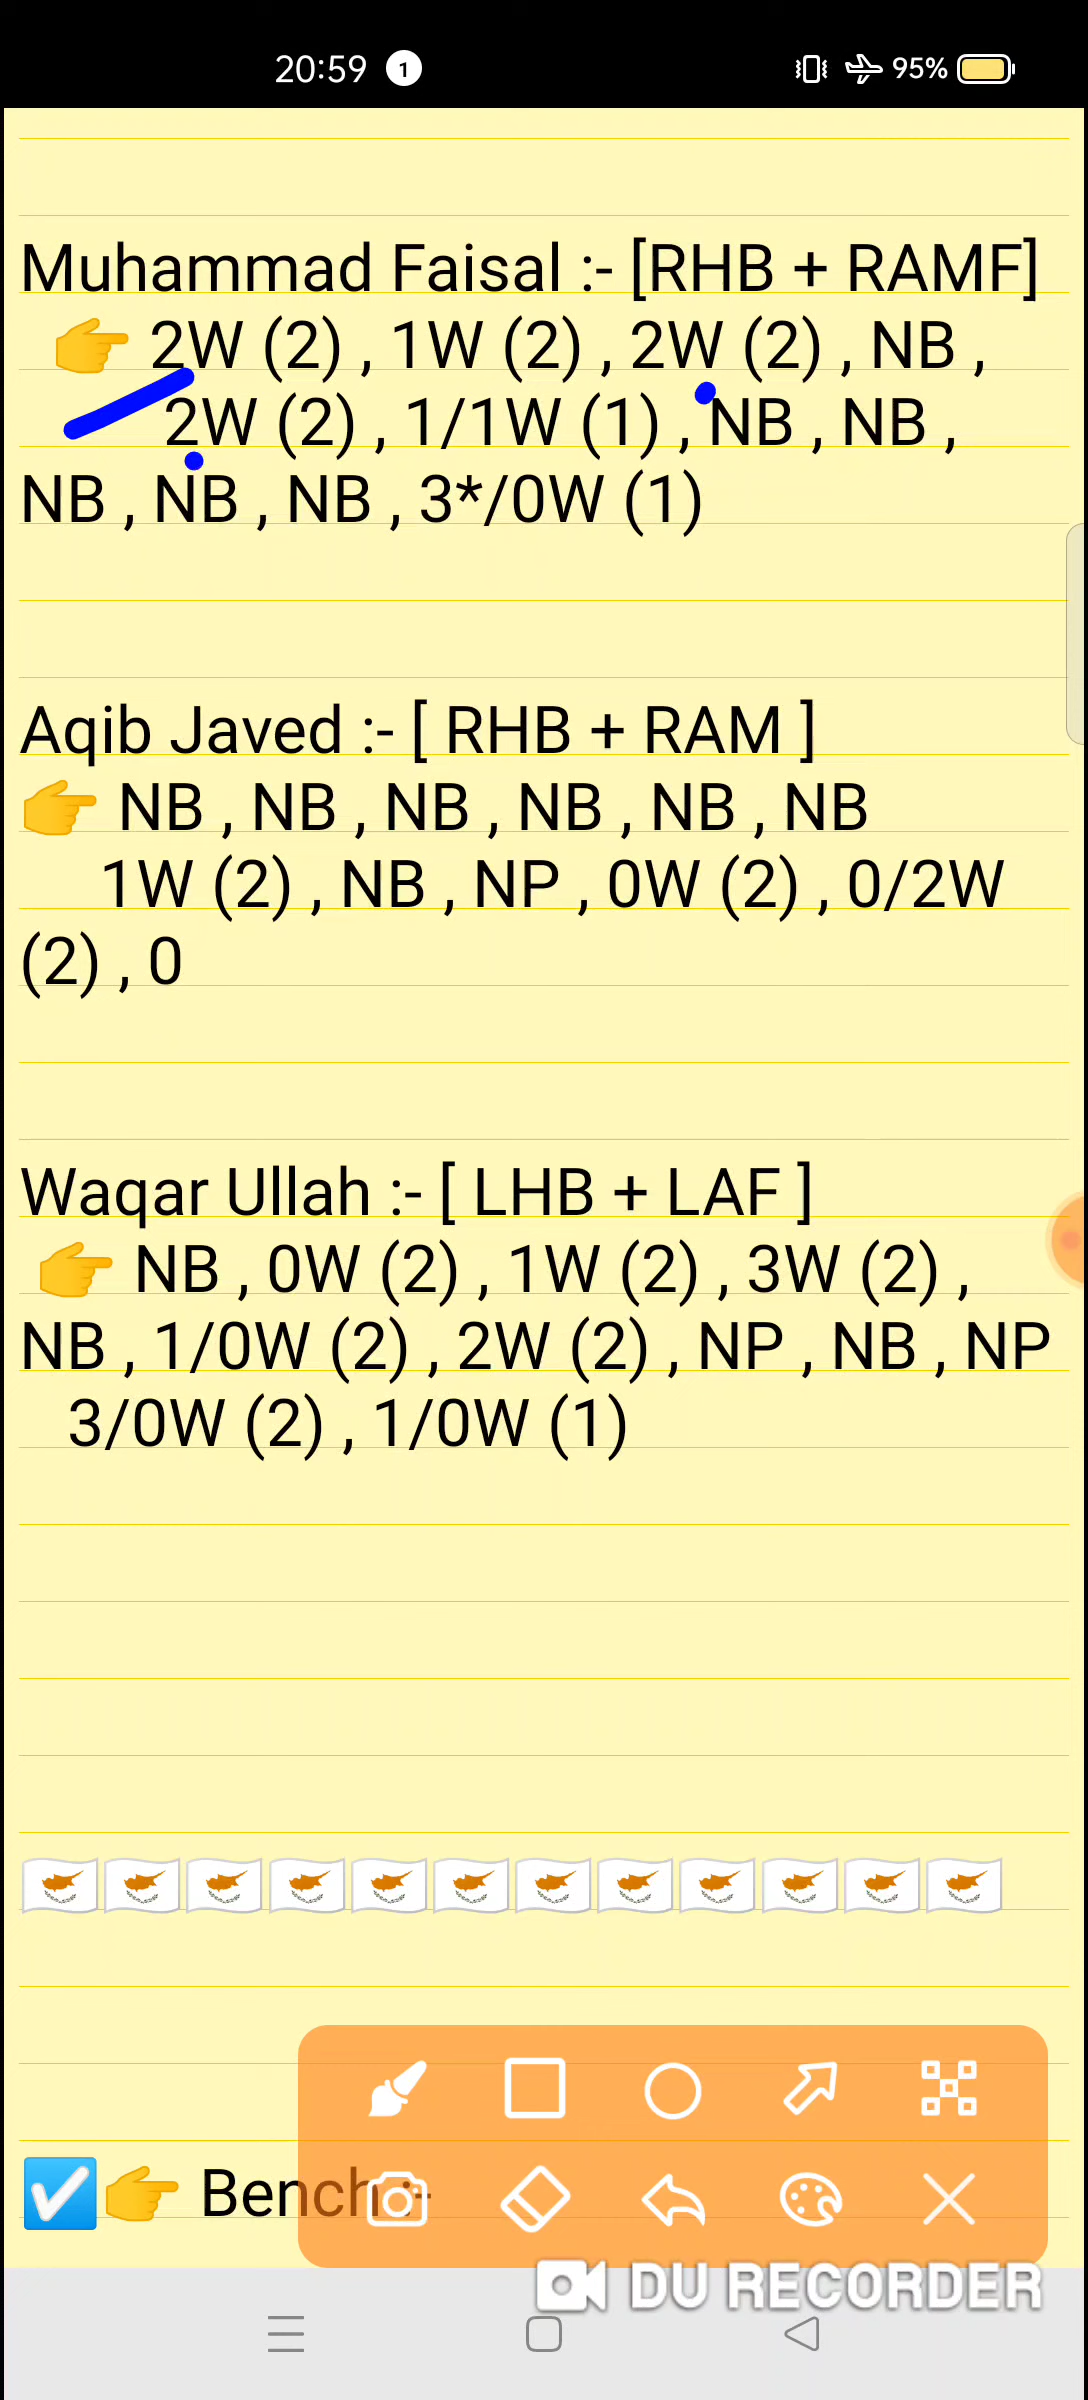 20:59 1 95%
Muhammad Faisal :- [RHB + RAMF]
👉 2W (2) , 1W (2) , 2W (2) , NB ,
2W (2) , 1/1W (1) , NB , NB ,
NB , NB , NB , 3*/0W (1)
Aqib Javed :- [ RHB + RAM ]
👉 NB , NB , NB , NB , NB , NB
1W (2) , NB , NP , 0W (2) , 0/2W
(2) , 0
Waqar Ullah :- [ LHB + LAF ]
👉 NB , 0W (2) , 1W (2) , 3W (2) ,
NB , 1/0W (2) , 2W (2) , NP , NB , NP
3/0W (2) , 1/0W (1)
🇨🇾🇨🇾🇨🇾🇨🇾🇨🇾🇨🇾🇨🇾🇨🇾🇨🇾🇨🇾🇨🇾🇨🇾
☑️👉 Bench :-
DU RECORDER